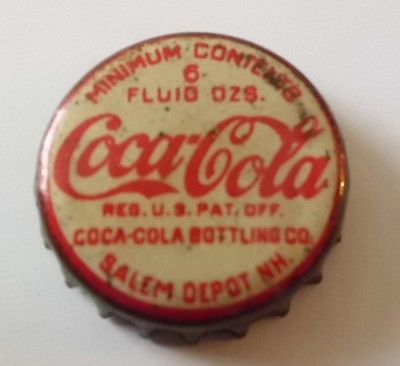 MINIMUM CONTENTS
6
FLUID OZS.
Coca-Cola
REG. U.S. PAT. OFF.
COCA-COLA BOTTLING CO.
SALEM DEPOT NH.